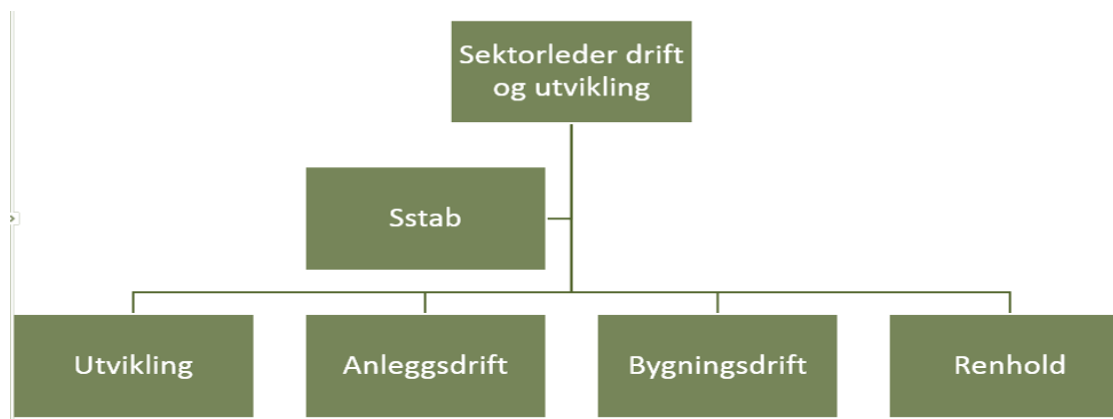 Sektorleder drift
og utvikling
Sstab
Utvikling
Anleggsdrift
Bygningsdrift
Renhold